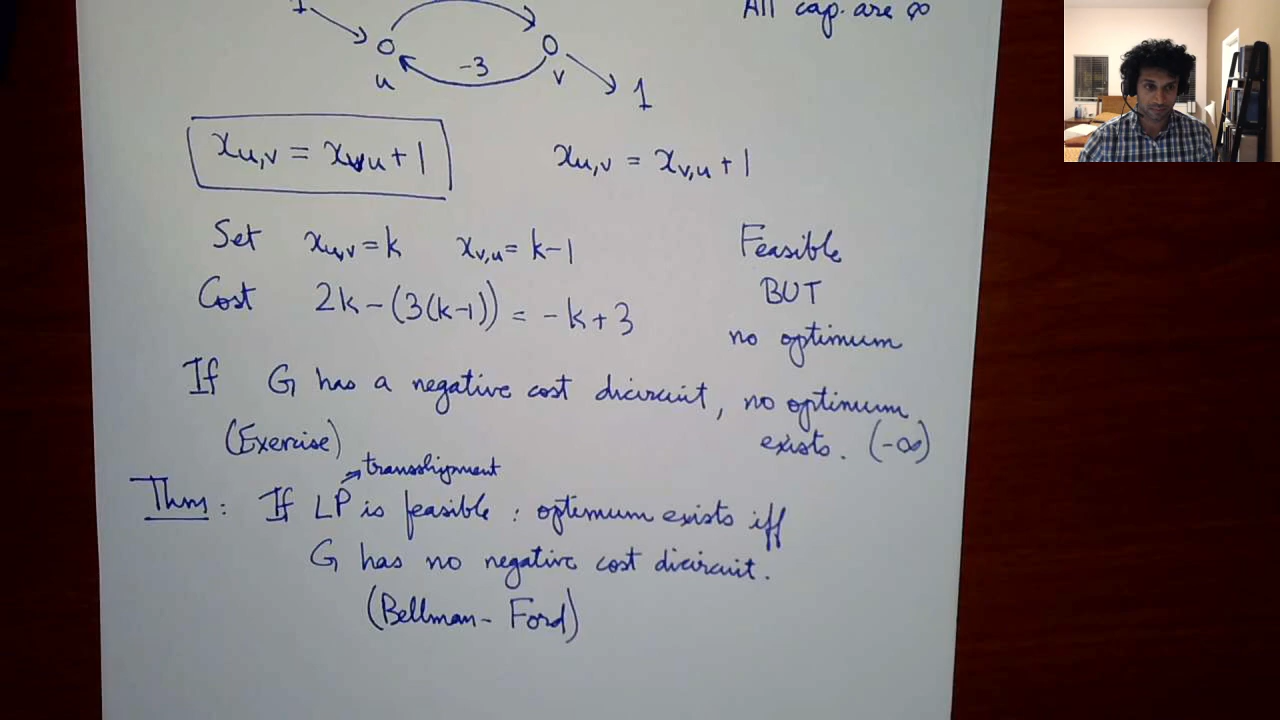 1
All cap. are ∞
-3
u
v
1
x_{u,v} = x_{v,u} + 1
x_{u,v} = x_{v,u} + 1
Set x_{u,v} = k x_{v,u} = k-1
Feasible
Cost 2k - (3(k-1)) = -k + 3
BUT
no optimum
If G has a negative cost dicircuit, no optimum
(Exercise)
exists. (-∞)
transshipment
Thm: If LP is feasible: optimum exists iff
G has no negative cost dicircuit.
(Bellman-Ford)